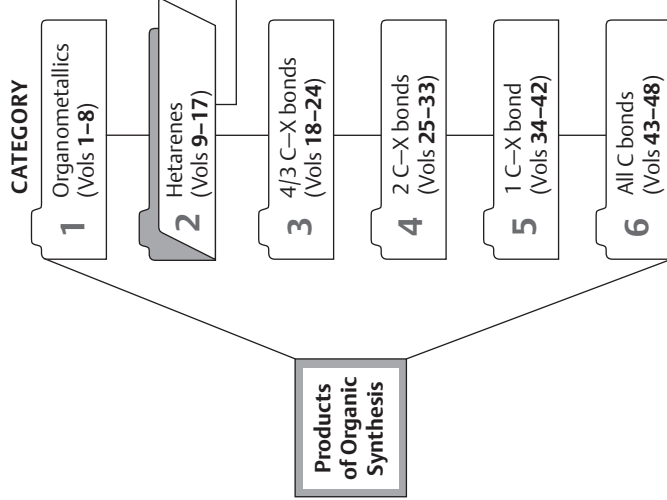 CATEGORY
1 Organometallics
(Vols 1–8)
2 Hetarenes
(Vols 9–17)
3 4/3 C–X bonds
(Vols 18–24)
4 2 C–X bonds
(Vols 25–33)
5 1 C–X bond
(Vols 34–42)
6 All C bonds
(Vols 43–48)
Products
of Organic
Synthesis